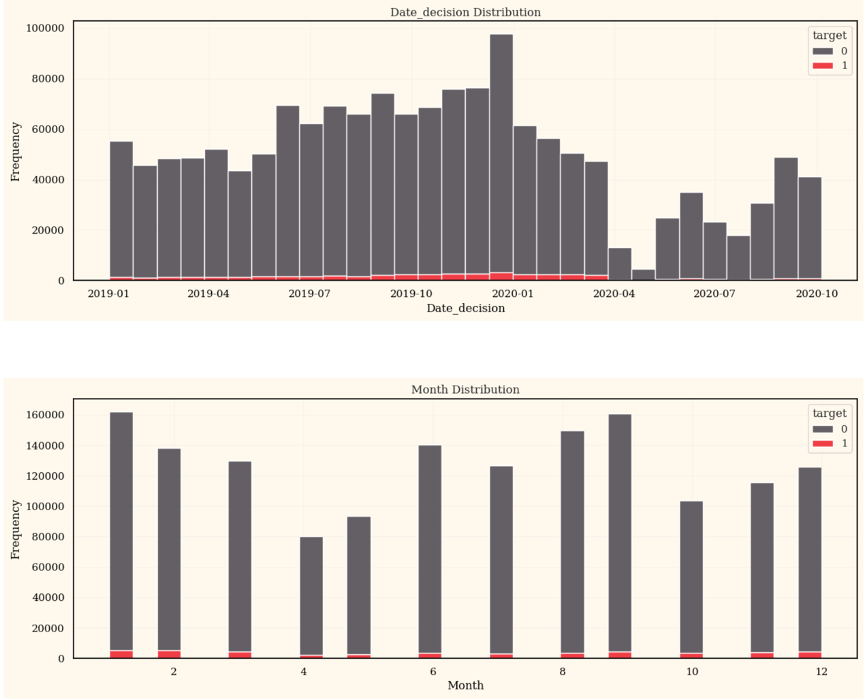 Date_decision Distribution
100000
80000
60000
40000
20000
0
Frequency
target
0
1
2019-01 2019-04 2019-07 2019-10 2020-01 2020-04 2020-07 2020-10
Date_decision
Month Distribution
160000
140000
120000
100000
80000
60000
40000
20000
0
Frequency
target
0
1
2 4 6 8 10 12
Month